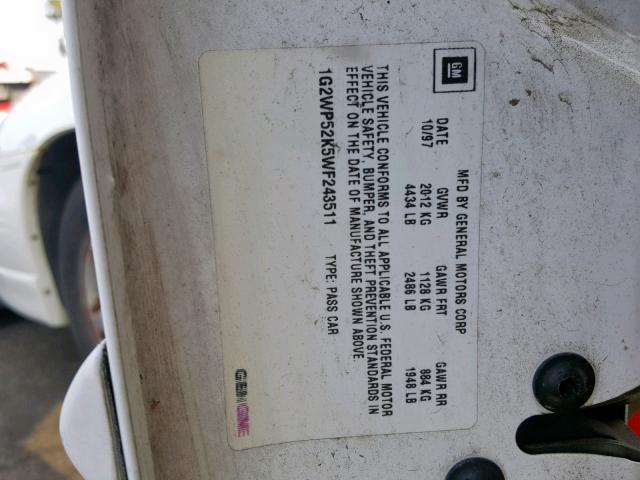 GM
MFD BY GENERAL MOTORS CORP
DATE GVWR GAWR FRT GAWR RR
10/97 2012 KG 1128 KG 884 KG
4434 LB 2486 LB 1948 LB
THIS VEHICLE CONFORMS TO ALL APPLICABLE U.S. FEDERAL MOTOR
VEHICLE SAFETY, BUMPER, AND THEFT PREVENTION STANDARDS IN
EFFECT ON THE DATE OF MANUFACTURE SHOWN ABOVE
1G2WP52K5WF243511 TYPE: PASS CAR